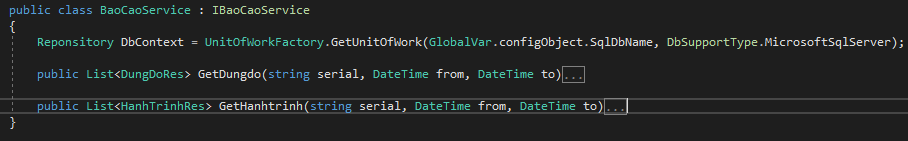 public class BaoCaoService : IBaoCaoService
{
Reponsitory DbContext = UnitOfWorkFactory.GetUnitOfWork(GlobalVar.configObject.SqlDbName, DbSupportType.MicrosoftSqlServer);
public List<DungDoRes> GetDungdo(string serial, DateTime from, DateTime to)...
public List<HanhTrinhRes> GetHanhtrinh(string serial, DateTime from, DateTime to)...
}